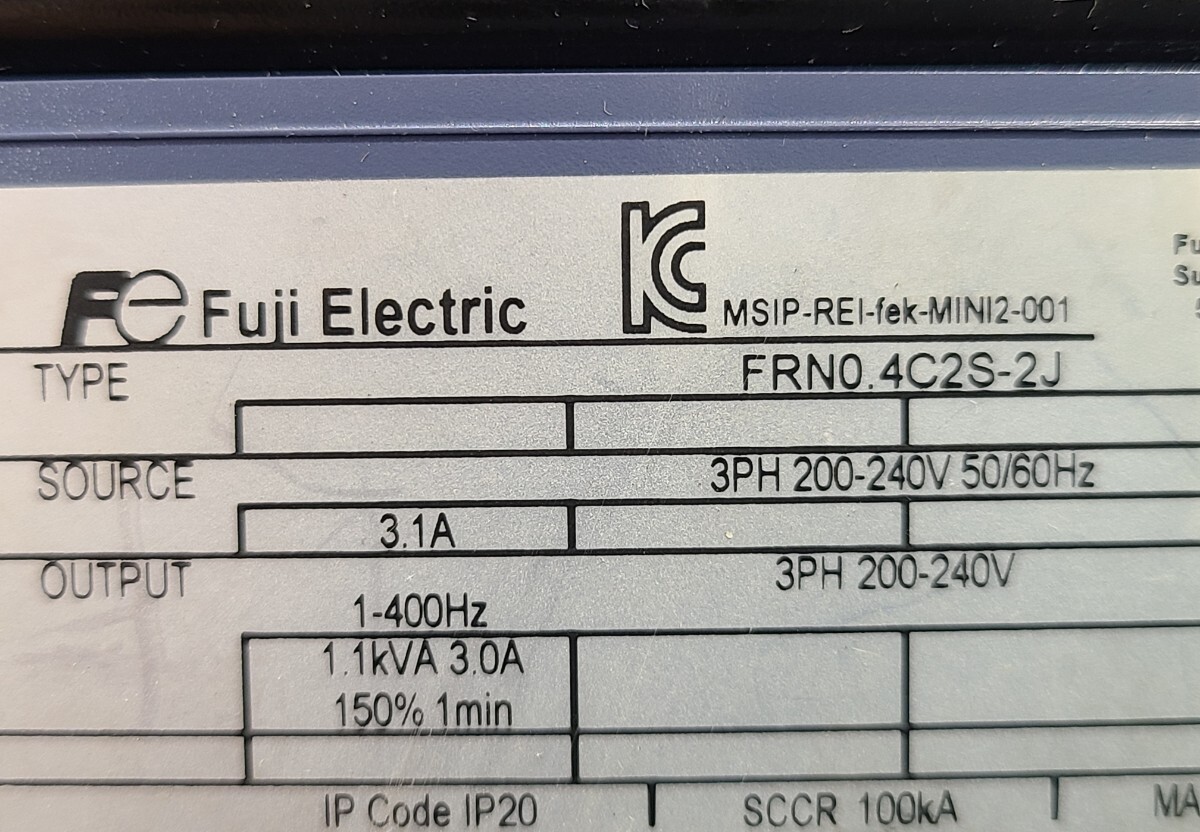 Fe Fuji Electric
MSIP-REI-fek-MINI2-001
TYPE FRN0.4C2S-2J
SOURCE 3PH 200-240V 50/60Hz
3.1A
OUTPUT 3PH 200-240V
1-400Hz
1.1kVA 3.0A
150% 1min
IP Code IP20 SCCR 100kA